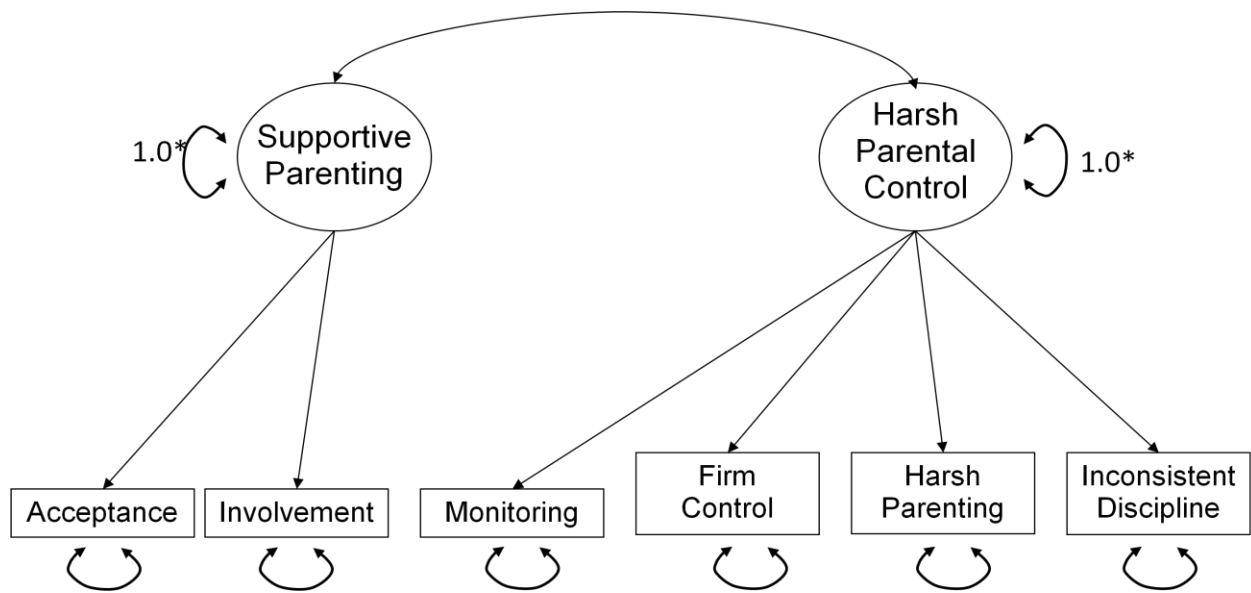 Supportive
Parenting
1.0*
Harsh
Parental
Control
1.0*
Acceptance
Involvement
Monitoring
Firm
Control
Harsh
Parenting
Inconsistent
Discipline